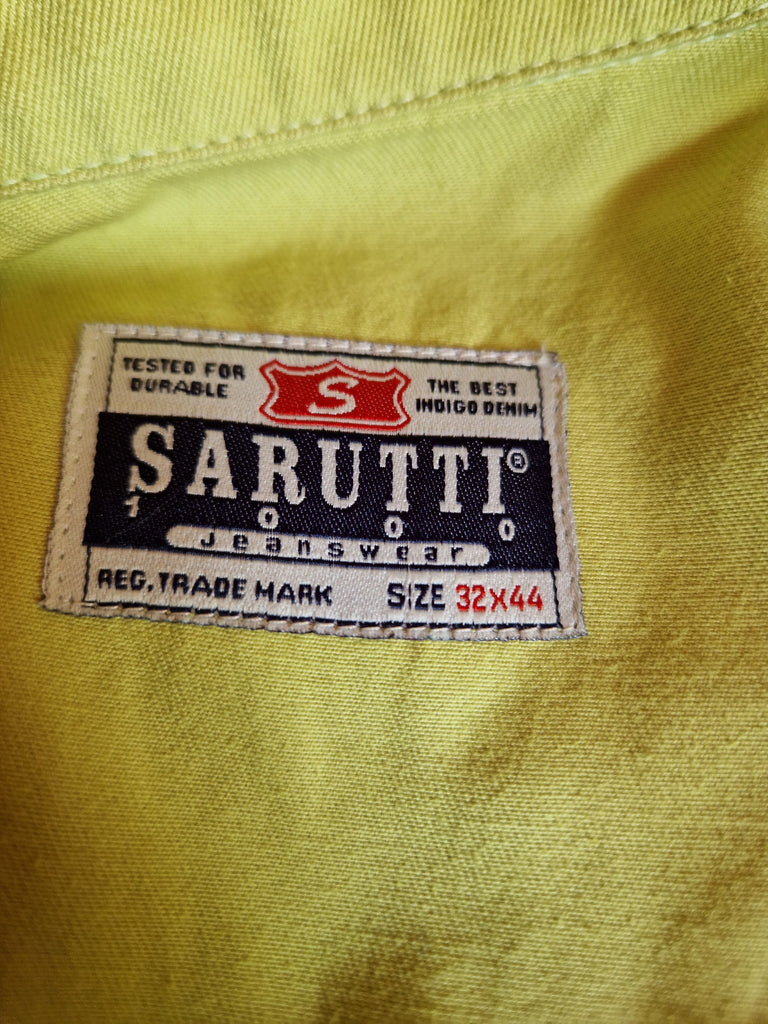 TESTED FOR
DURABLE
S
THE BEST
INDIGO DENIM
SARUTTI®
1000
Jeanswear
REG. TRADE MARK SIZE 32X44